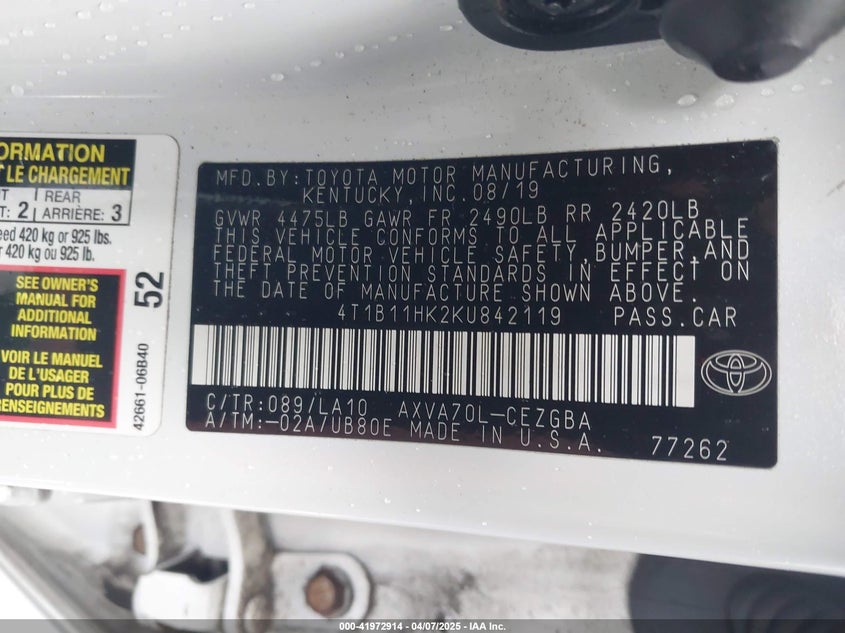 ORMATION
T LE CHARGEMENT
NT | REAR
T: 2 | ARRIÈRE: 3
eed 420 kg or 925 lbs.
r 420 kg ou 925 lb.
SEE OWNER'S
MANUAL FOR
ADDITIONAL
INFORMATION
VOIR LE MANUEL
DE L'USAGER
POUR PLUS DE
RENSEIGNEMENTS
52
42661-06B40
MFD.BY:TOYOTA MOTOR MANUFACTURING,
KENTUCKY,INC.08/19
GVWR 4475LB GAWR FR 2490LB RR 2420LB
THIS VEHICLE CONFORMS TO ALL APPLICABLE
FEDERAL MOTOR VEHICLE SAFETY,BUMPER,AND
THEFT PREVENTION STANDARDS IN EFFECT ON
THE DATE OF MANUFACTURE SHOWN ABOVE.
4T1B11HK2KU842119 PASS.CAR
C/TR:089/LA10 AXVA70L-CEZGBA
A/TM:-02A/UB80E MADE IN U.S.A.
77262
000-41972914 | 04/07/2025 | IAA Inc.